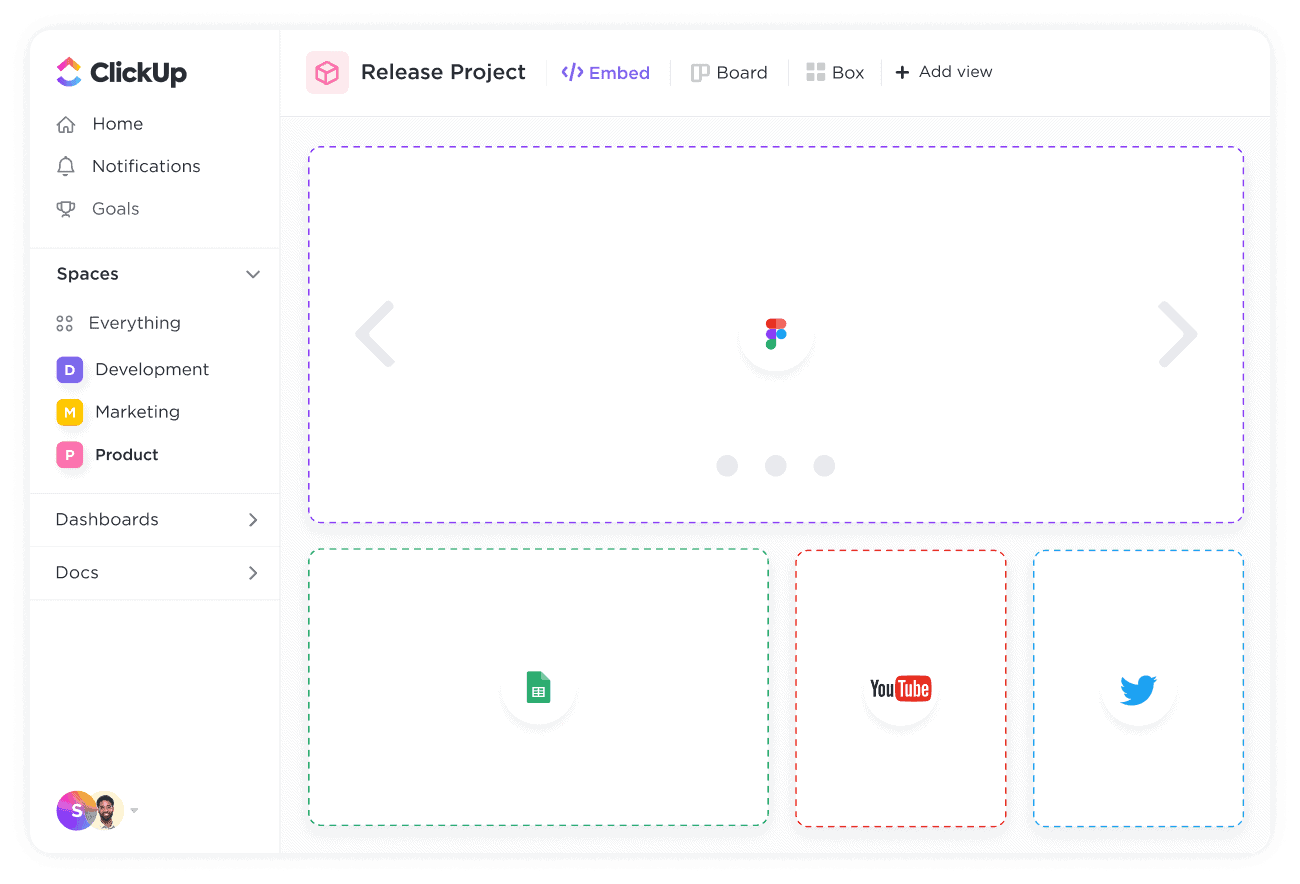 ClickUp
Home
Notifications
Goals
Spaces
Everything
D Development
M Marketing
P Product
Dashboards
Docs
S
Release Project
</> Embed
Board
Box
+ Add view
YouTube